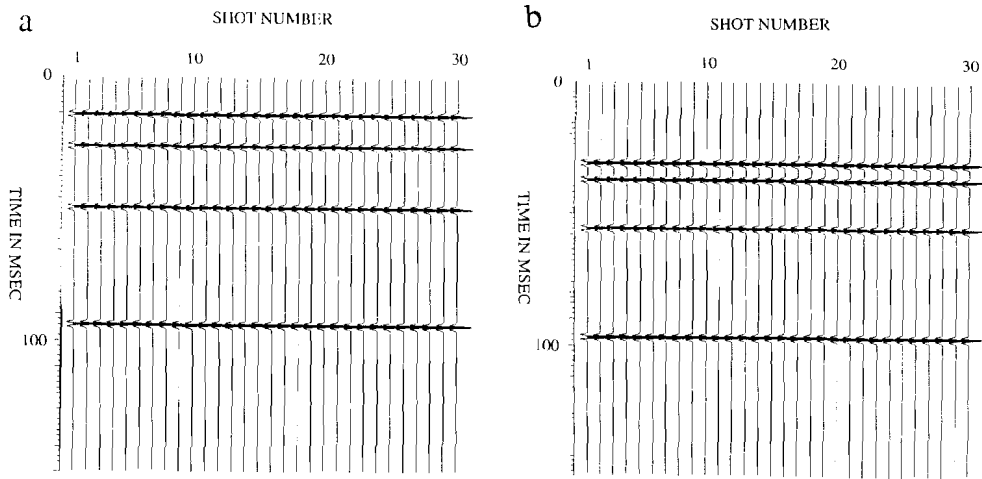 a
SHOT NUMBER
1 10 20 30
0
TIME IN MSEC
100
b
SHOT NUMBER
1 10 20 30
0
TIME IN MSEC
100